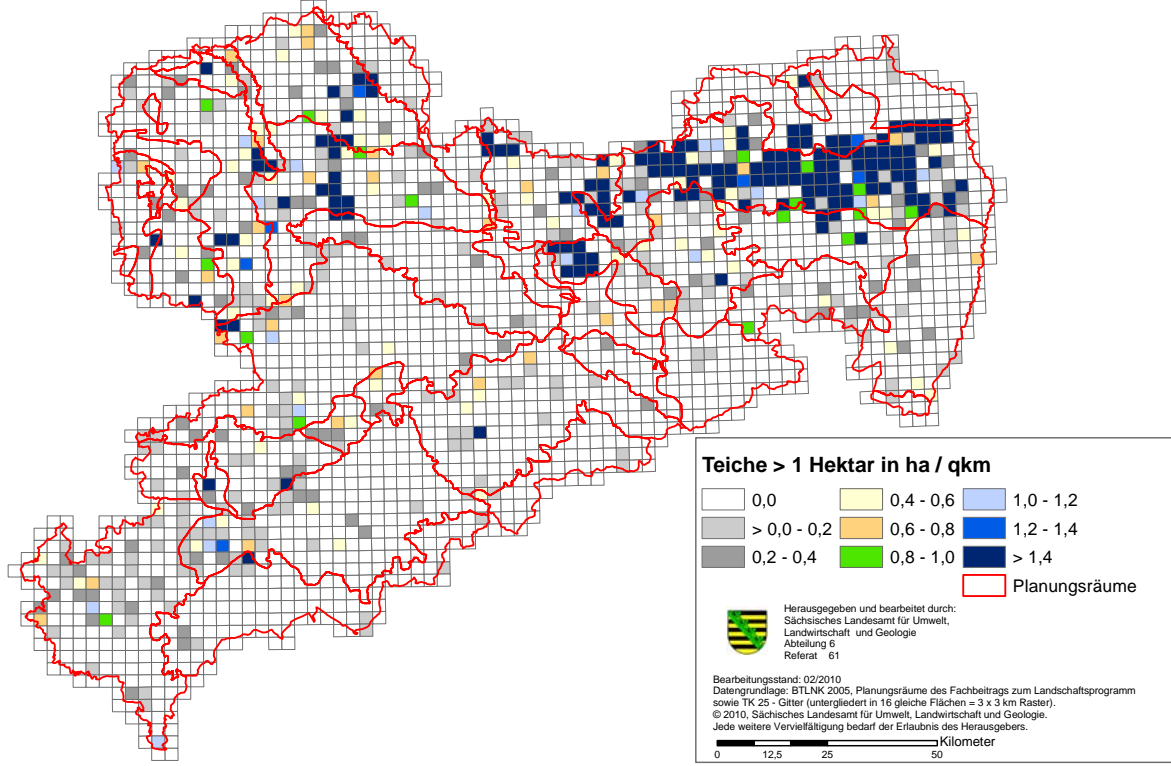 Teiche > 1 Hektar in ha / qkm
0,0
> 0,0 - 0,2
0,2 - 0,4
0,4 - 0,6
0,6 - 0,8
0,8 - 1,0
1,0 - 1,2
1,2 - 1,4
> 1,4
Planungsräume
Herausgegeben und bearbeitet durch:
Sächsisches Landesamt für Umwelt,
Landwirtschaft und Geologie
Abteilung 6
Referat 61
Bearbeitungsstand: 02/2010
Datengrundlage: BTLNK 2005, Planungsräume des Fachbeitrags zum Landschaftsprogramm
sowie TK 25 - Gitter (untergliedert in 16 gleiche Flächen = 3 x 3 km Raster).
© 2010, Sächsisches Landesamt für Umwelt, Landwirtschaft und Geologie.
Jede weitere Vervielfältigung bedarf der Erlaubnis des Herausgebers.
Kilometer
0 12,5 25 50